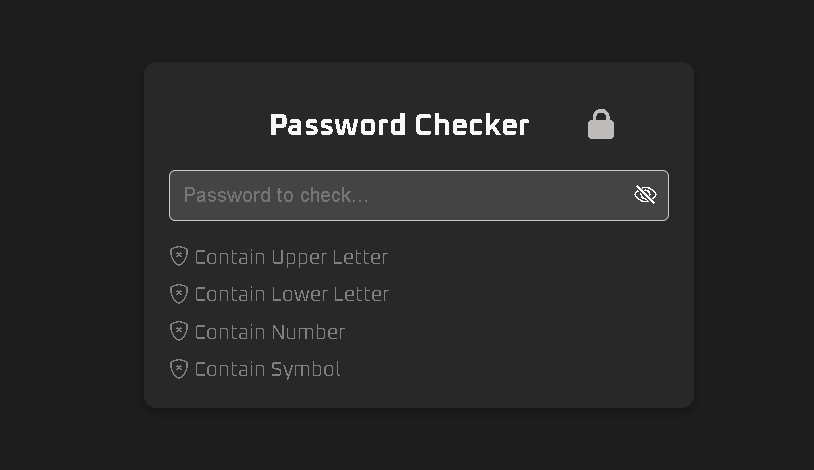 Password Checker
Password to check...
Contain Upper Letter
Contain Lower Letter
Contain Number
Contain Symbol